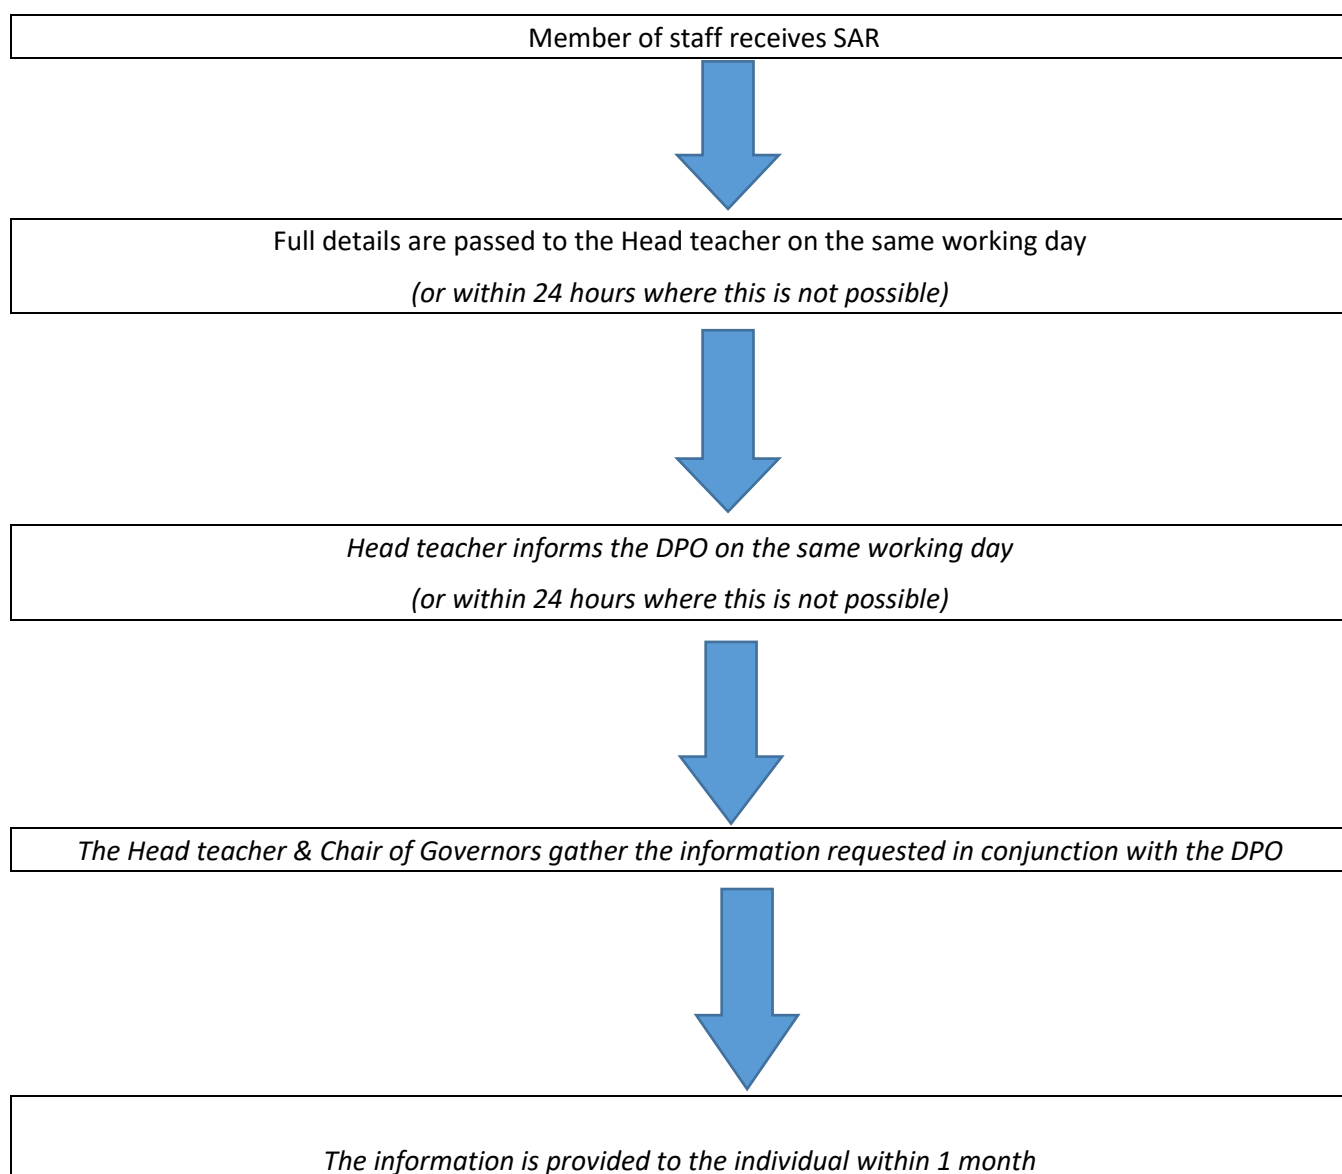 Member of staff receives SAR
Full details are passed to the Head teacher on the same working day
(or within 24 hours where this is not possible)
Head teacher informs the DPO on the same working day
(or within 24 hours where this is not possible)
The Head teacher & Chair of Governors gather the information requested in conjunction with the DPO
The information is provided to the individual within 1 month